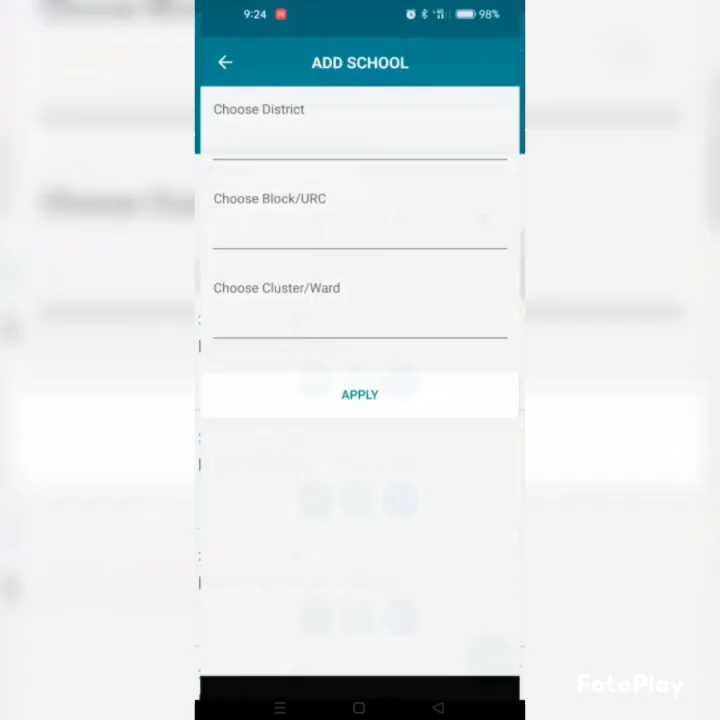 9:24
98%
ADD SCHOOL
Choose District
Choose Block/URC
Choose Cluster/Ward
APPLY
FotoPlay